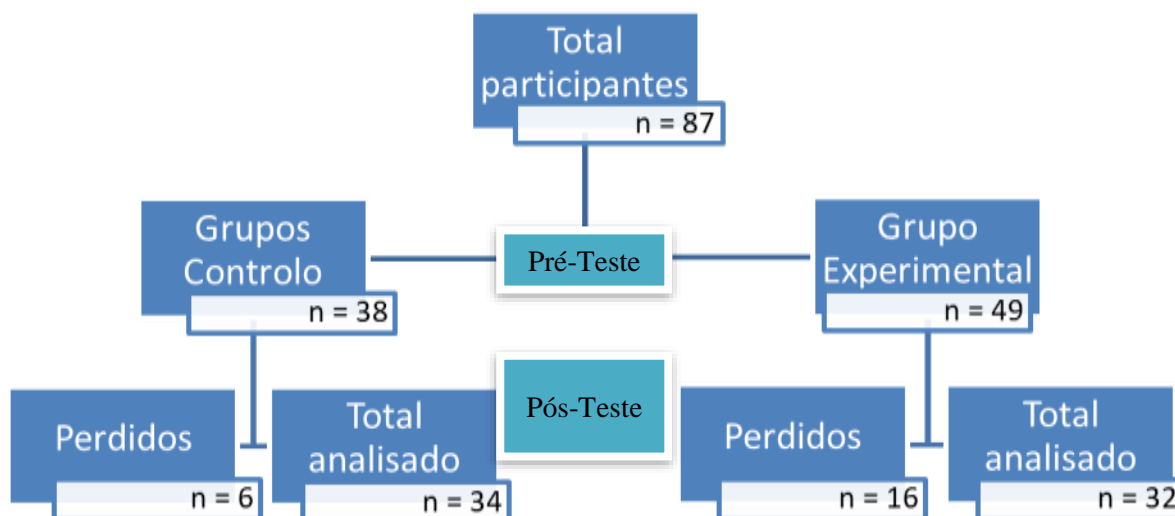 Total
participantes
n = 87
Grupos
Controlo
n = 38
Pré-Teste
Grupo
Experimental
n = 49
Perdidos
n = 6
Total
analisado
n = 34
Pós-Teste
Perdidos
n = 16
Total
analisado
n = 32